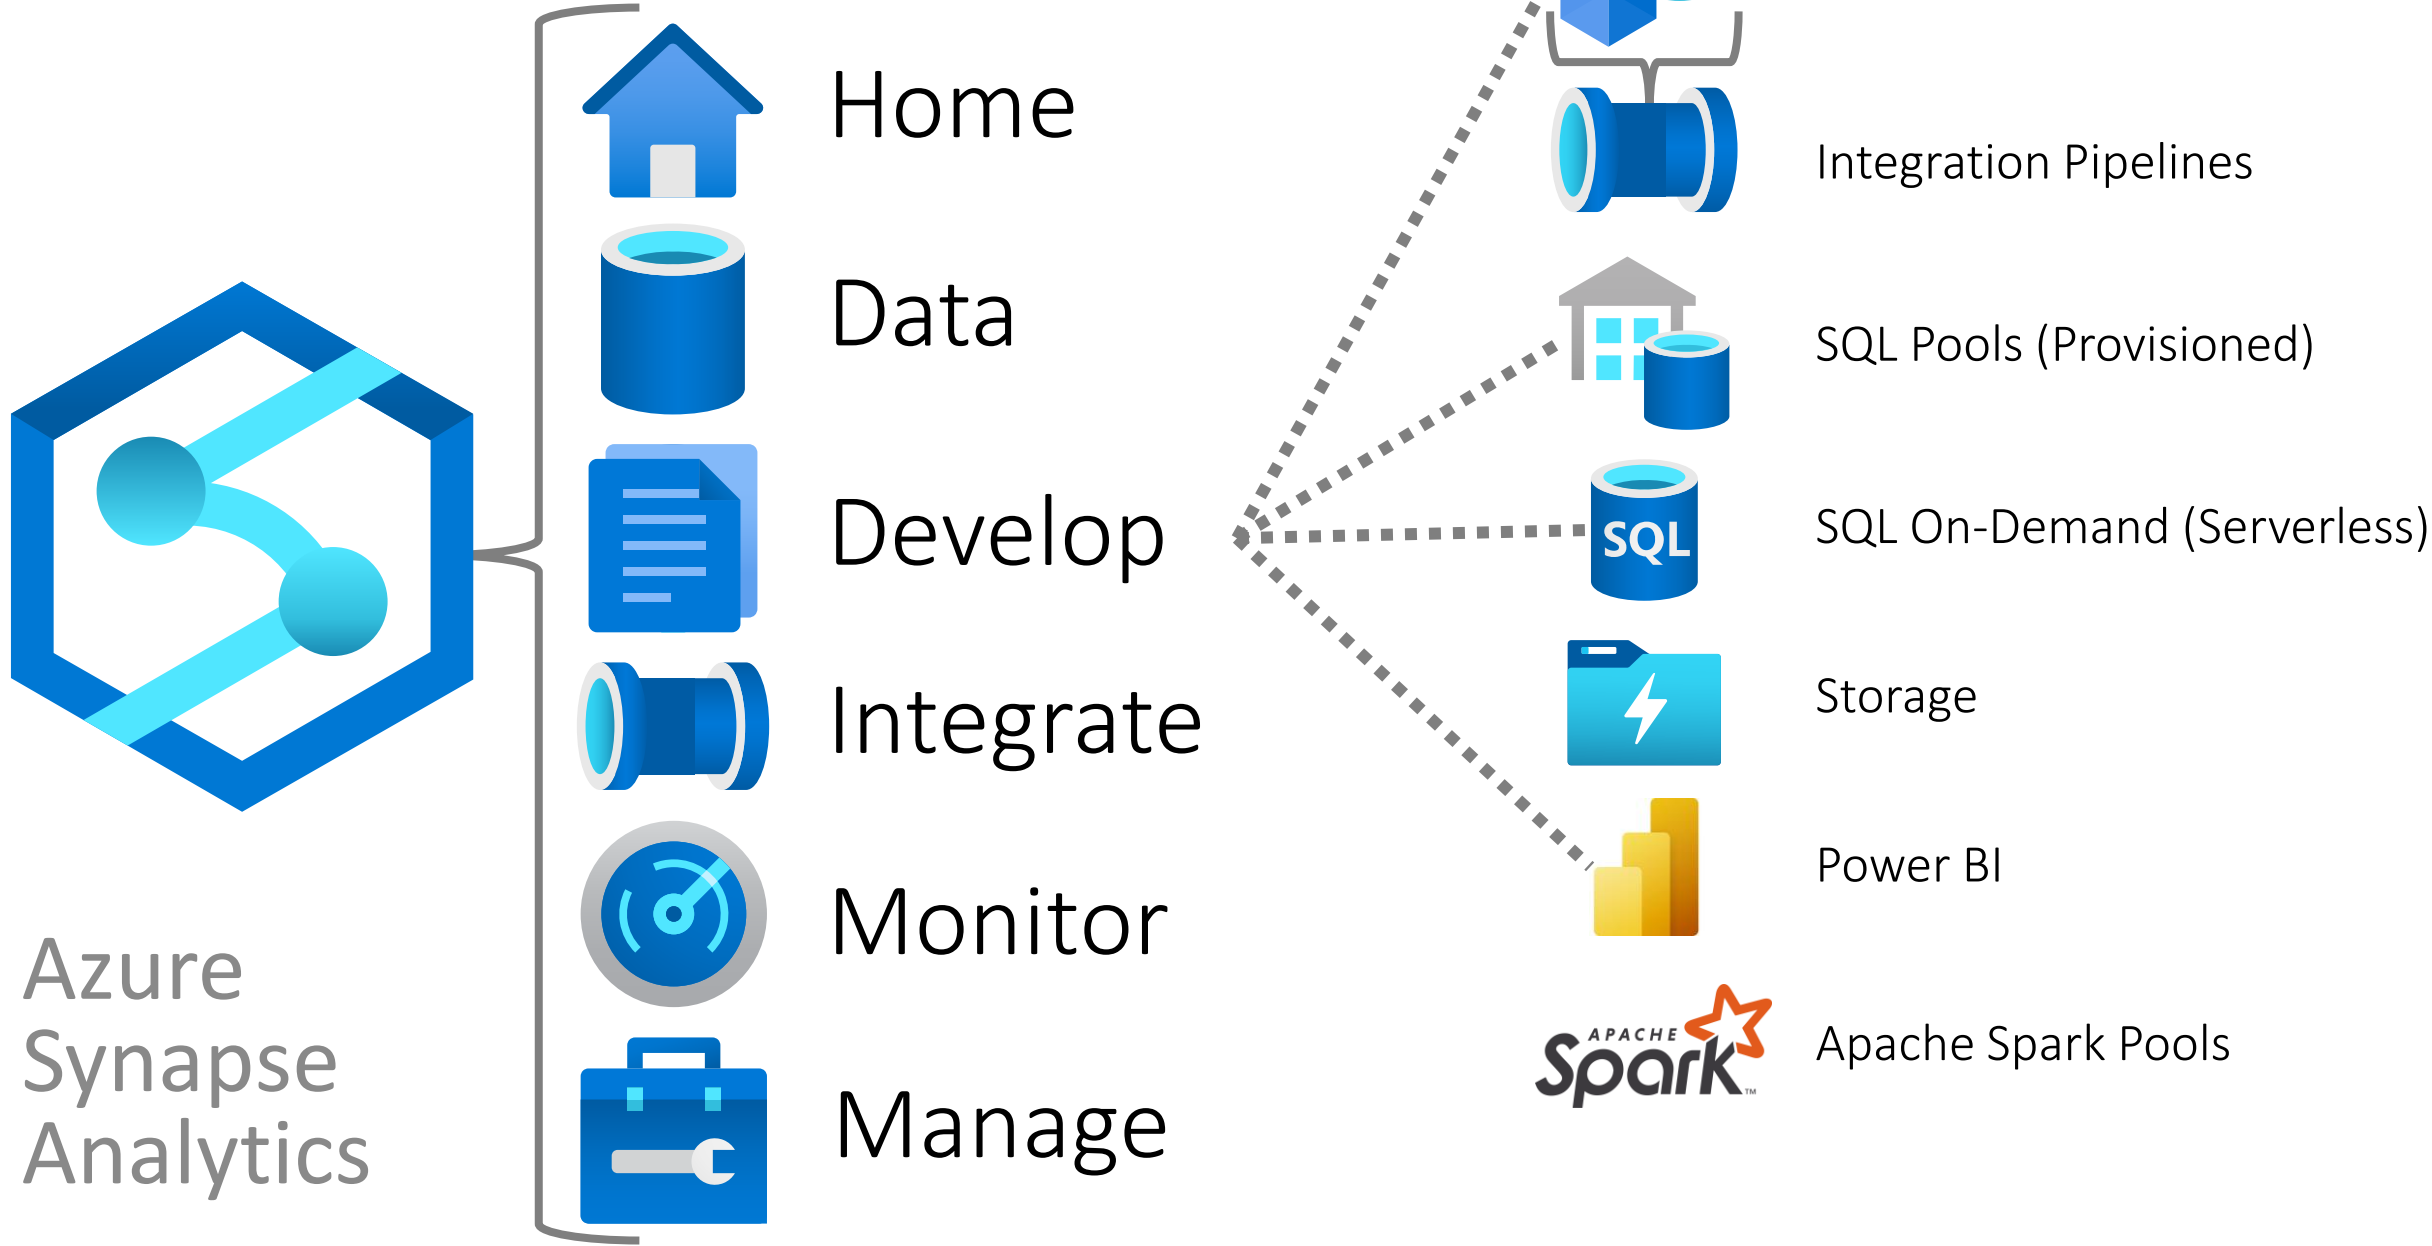 Azure
Synapse
Analytics
Home
Data
Develop
Integrate
Monitor
Manage
Integration Pipelines
SQL Pools (Provisioned)
SQL
SQL On-Demand (Serverless)
Storage
Power BI
APACHE
Spark™
Apache Spark Pools